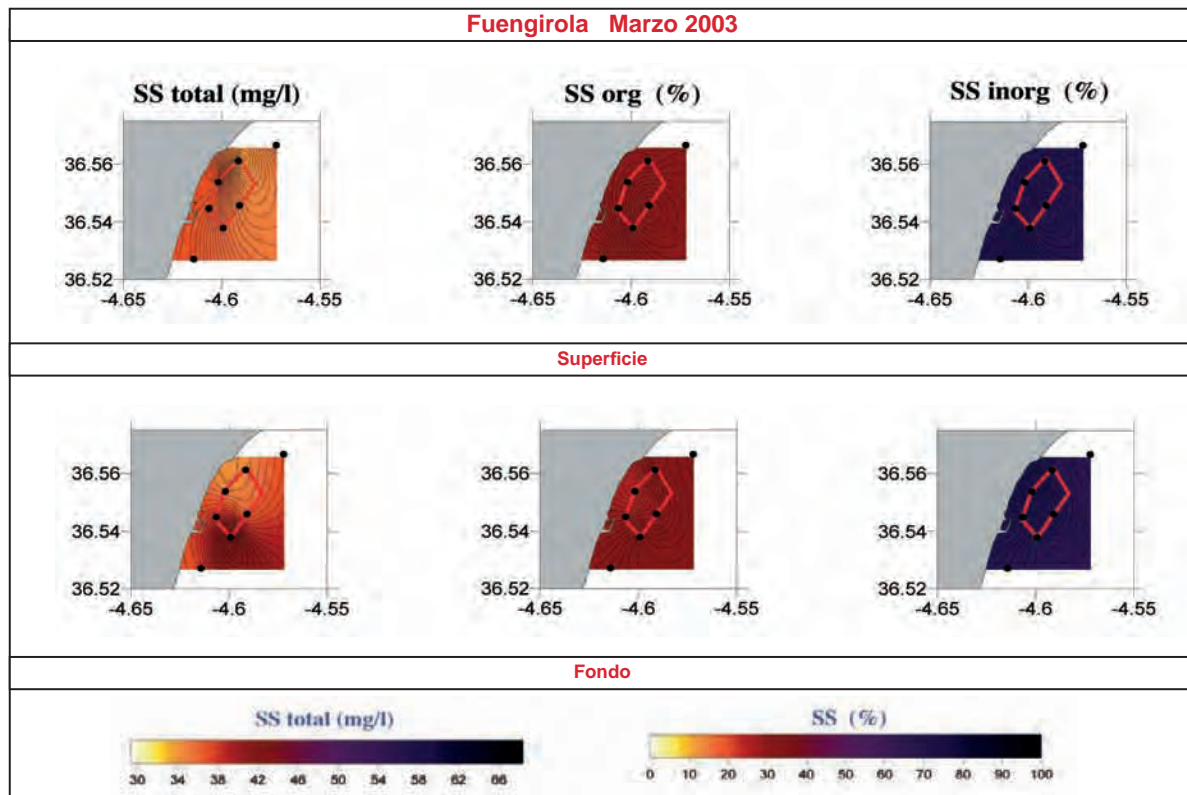 Fuengirola Marzo 2003
SS total (mg/l) SS org (%) SS inorg (%)
36.56 36.56 36.56
36.54 36.54 36.54
36.52 36.52 36.52
-4.65 -4.6 -4.55 -4.65 -4.6 -4.55 -4.65 -4.6 -4.55
Superficie
36.56 36.56 36.56
36.54 36.54 36.54
36.52 36.52 36.52
-4.65 -4.6 -4.55 -4.65 -4.6 -4.55 -4.65 -4.6 -4.55
Fondo
SS total (mg/l) SS (%)
30 34 38 42 46 50 54 58 62 66 0 10 20 30 40 50 60 70 80 90 100